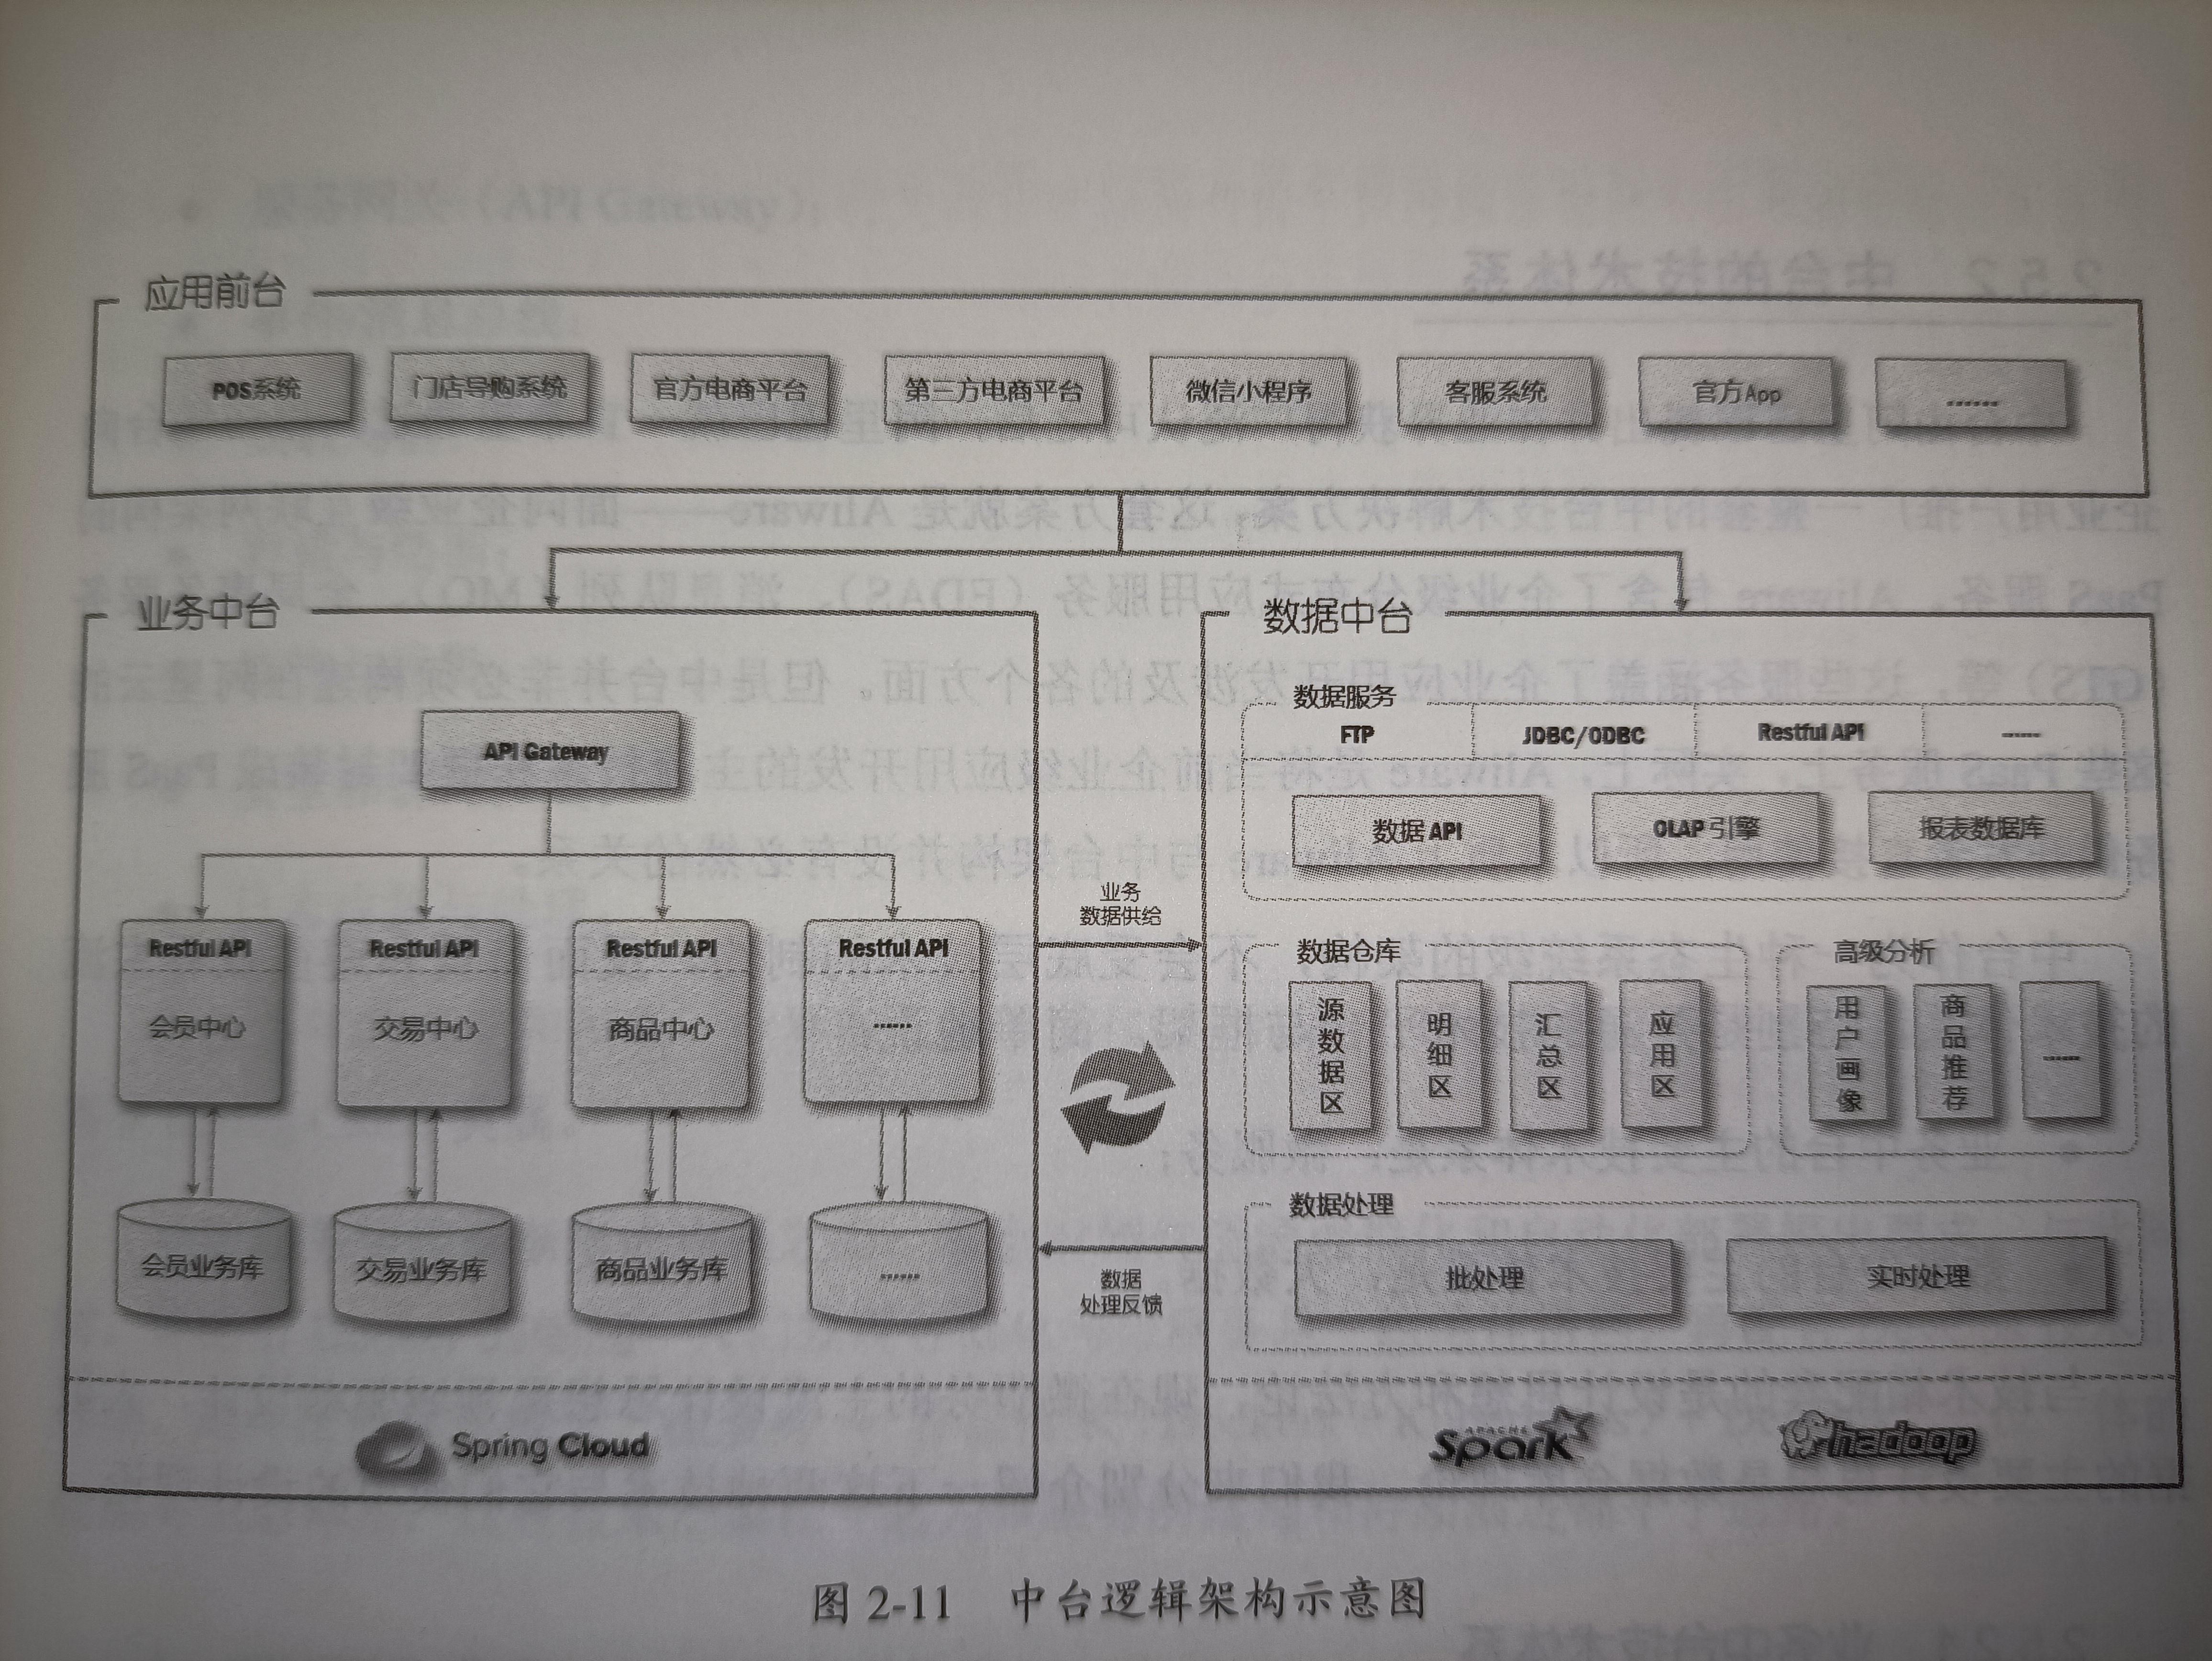 应用前台
POS系统
门店导购系统
官方电商平台
第三方电商平台
微信小程序
客服系统
官方App
……
业务中台
API Gateway
Restful API
Restful API
Restful API
Restful API
会员中心
交易中心
商品中心
……
会员业务库
交易业务库
商品业务库
……
Spring Cloud
业务
数据供给
数据
处理反馈
数据中台
数据服务
FTP
JDBC/ODBC
Restful API
……
数据API
OLAP引擎
报表数据库
数据仓库
源数据区
明细区
汇总区
应用区
高级分析
用户画像
商品推荐
……
数据处理
批处理
实时处理
APACHE
Spark
hadoop
图 2-11 中台逻辑架构示意图